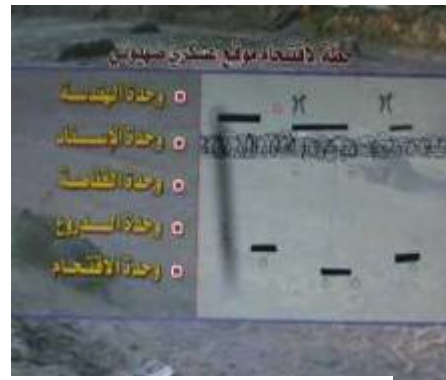 خطة لاقتحام موقع عسكري صهيوني
وحدة الهندسة
وحدة الإسناد
وحدة القناصة
وحدة الدروع
وحدة الاقتحام